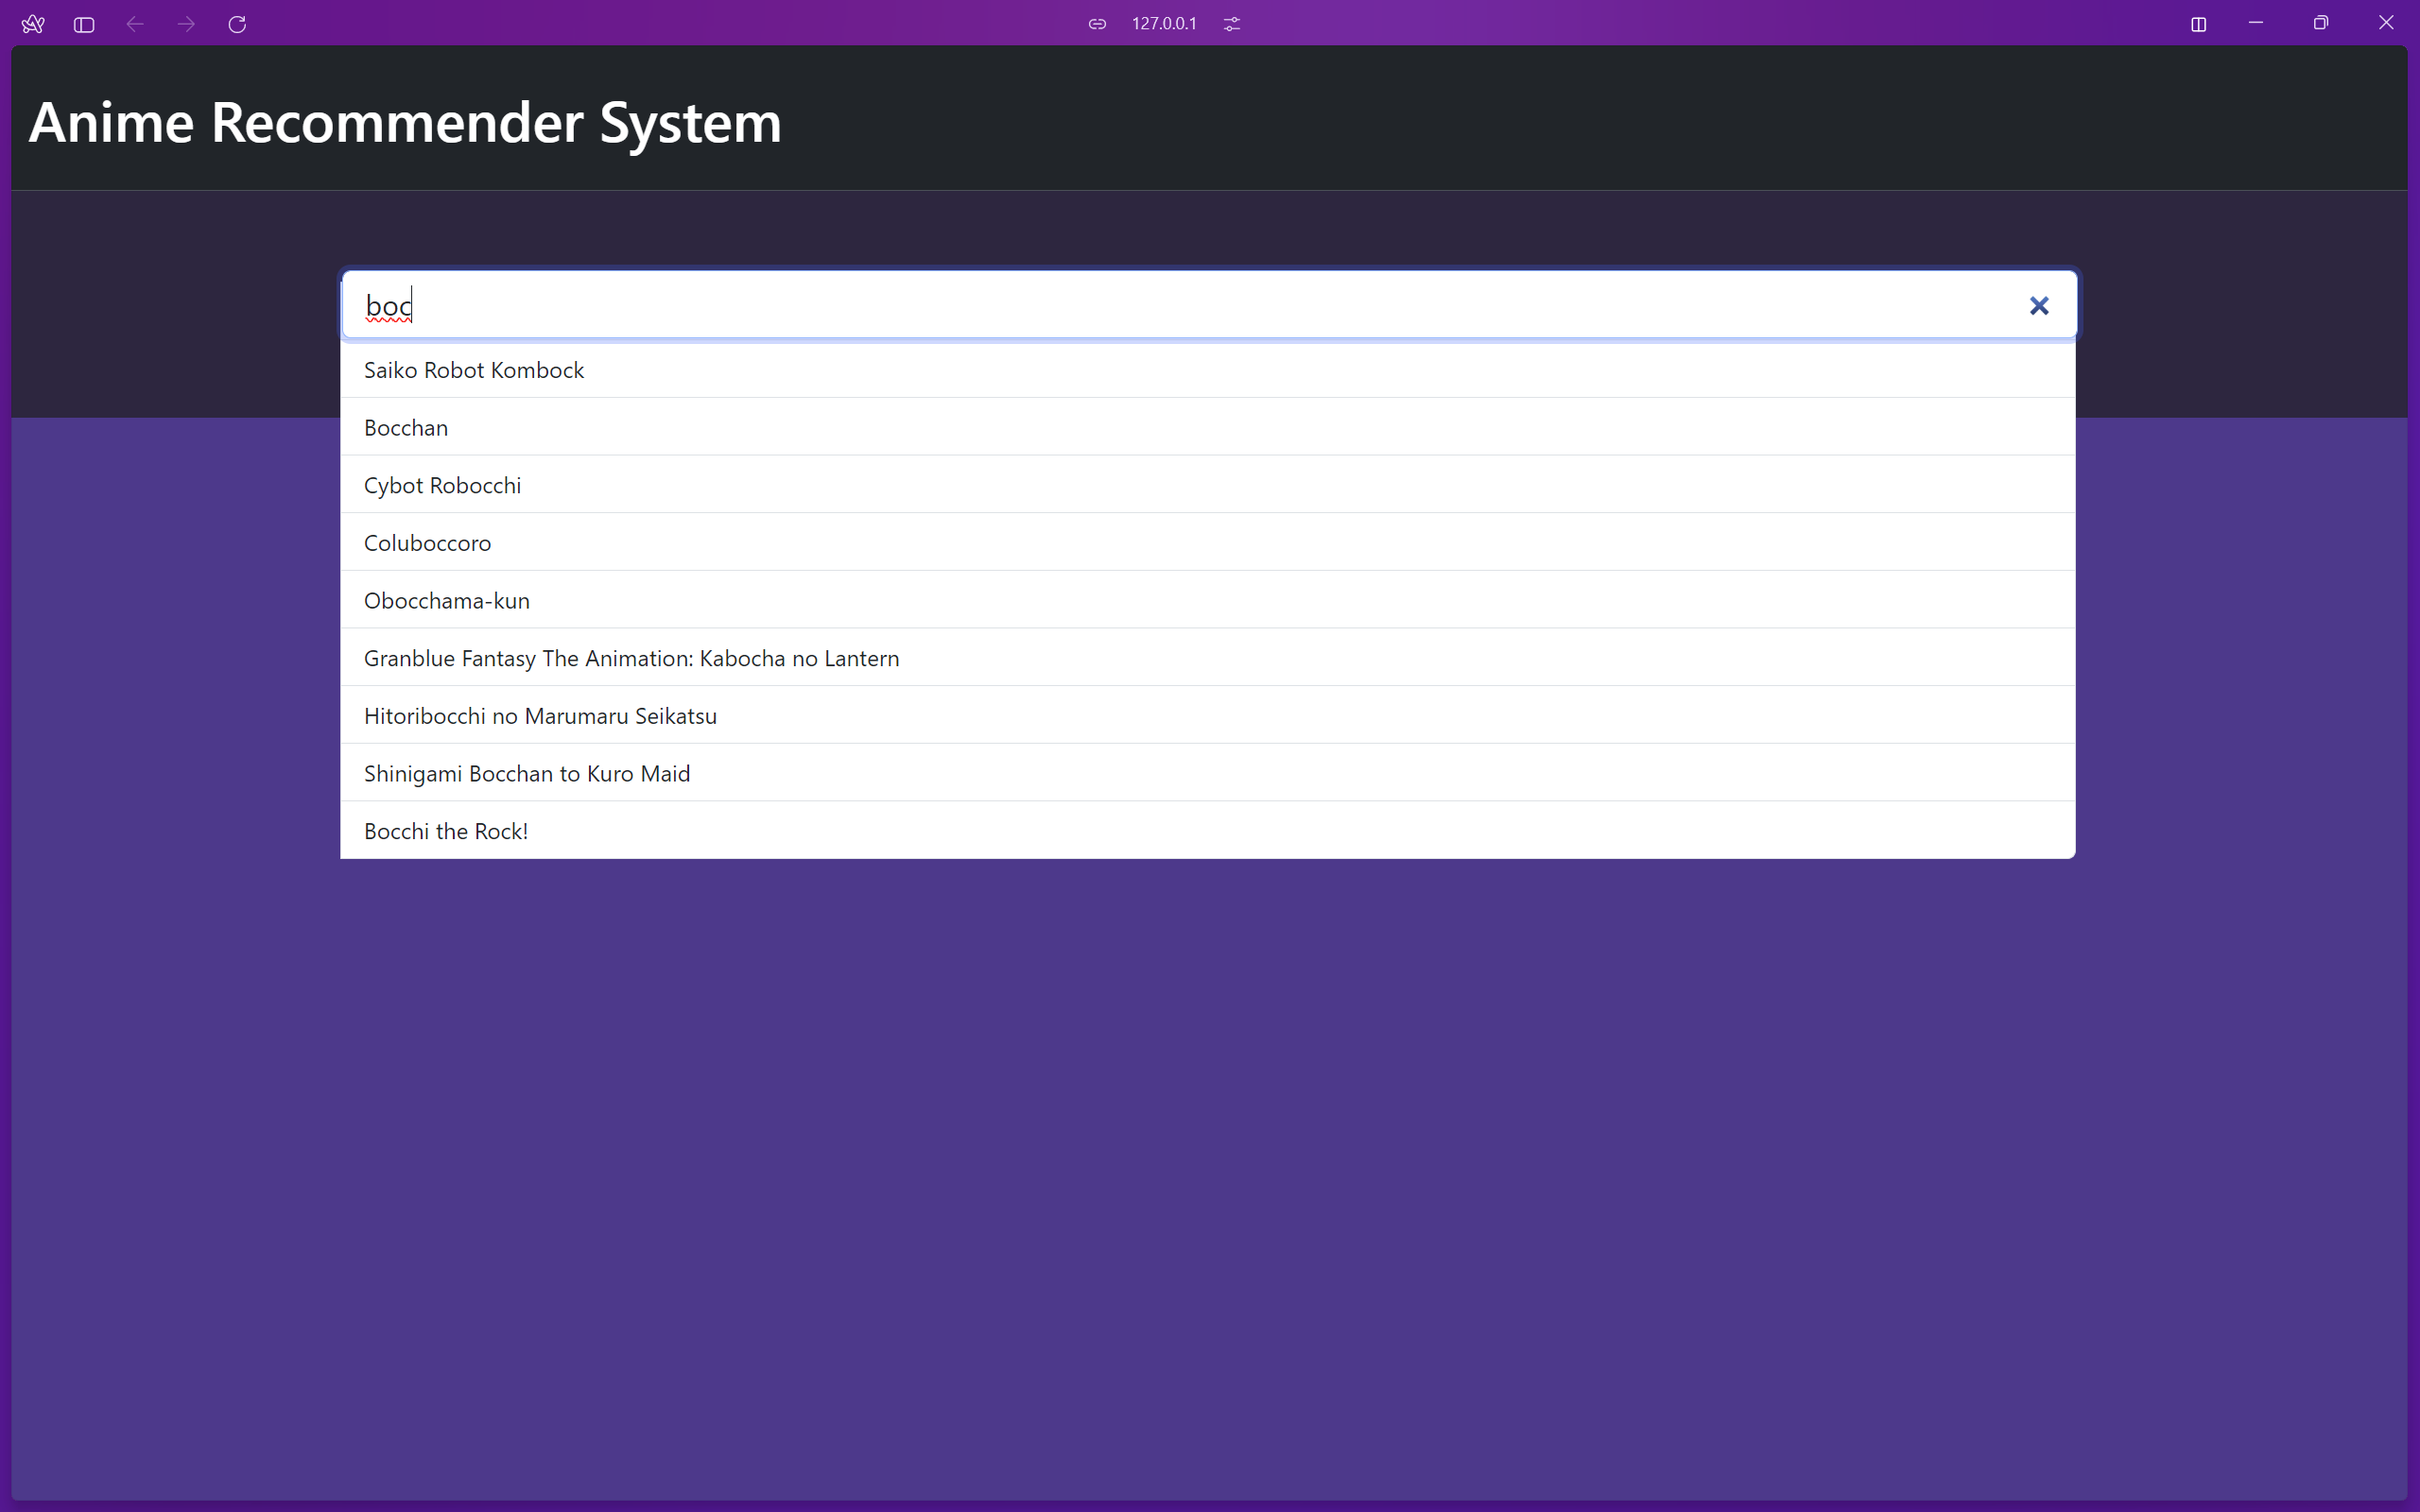 127.0.0.1
Anime Recommender System
boc
Saiko Robot Kombock
Bocchan
Cybot Robocchi
Coluboccoro
Obocchama-kun
Granblue Fantasy The Animation: Kabocha no Lantern
Hitoribocchi no Marumaru Seikatsu
Shinigami Bocchan to Kuro Maid
Bocchi the Rock!